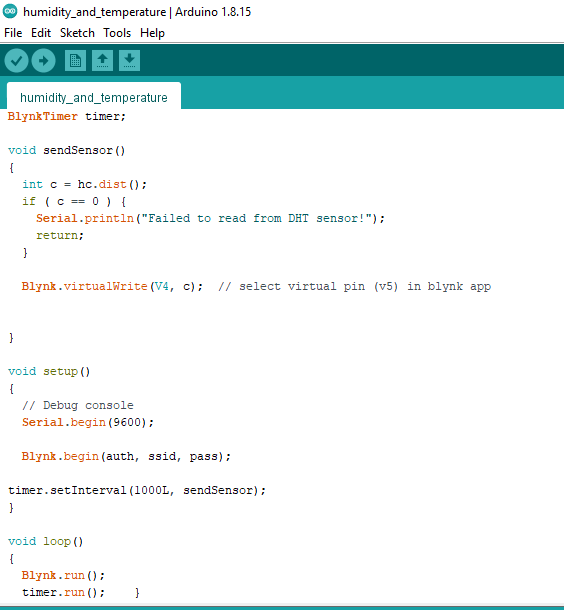 humidity_and_temperature | Arduino 1.8.15
File Edit Sketch Tools Help
humidity_and_temperature
BlynkTimer timer;
void sendSensor()
{
int c = hc.dist();
if ( c == 0 ) {
Serial.println("Failed to read from DHT sensor!");
return;
}
Blynk.virtualWrite(V4, c);  // select virtual pin (v5) in blynk app
}
void setup()
{
// Debug console
Serial.begin(9600);
Blynk.begin(auth, ssid, pass);
timer.setInterval(1000L, sendSensor);
}
void loop()
{
Blynk.run();
timer.run();    }